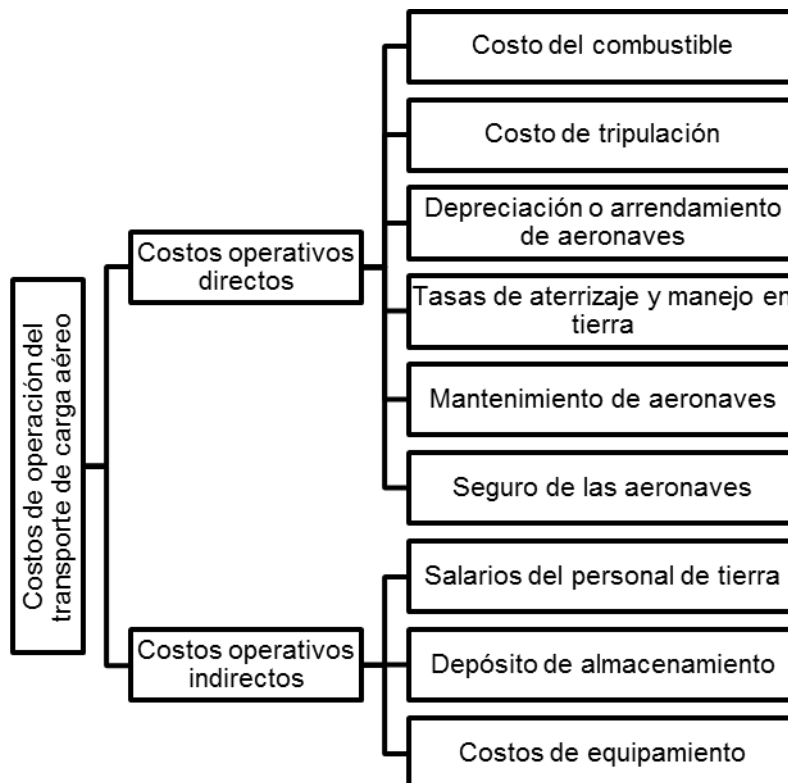 Costos de operación del
transporte de carga aéreo
Costos operativos
directos
Costo del combustible
Costo de tripulación
Depreciación o arrendamiento
de aeronaves
Tasas de aterrizaje y manejo en
tierra
Mantenimiento de aeronaves
Seguro de las aeronaves
Costos operativos
indirectos
Salarios del personal de tierra
Depósito de almacenamiento
Costos de equipamiento